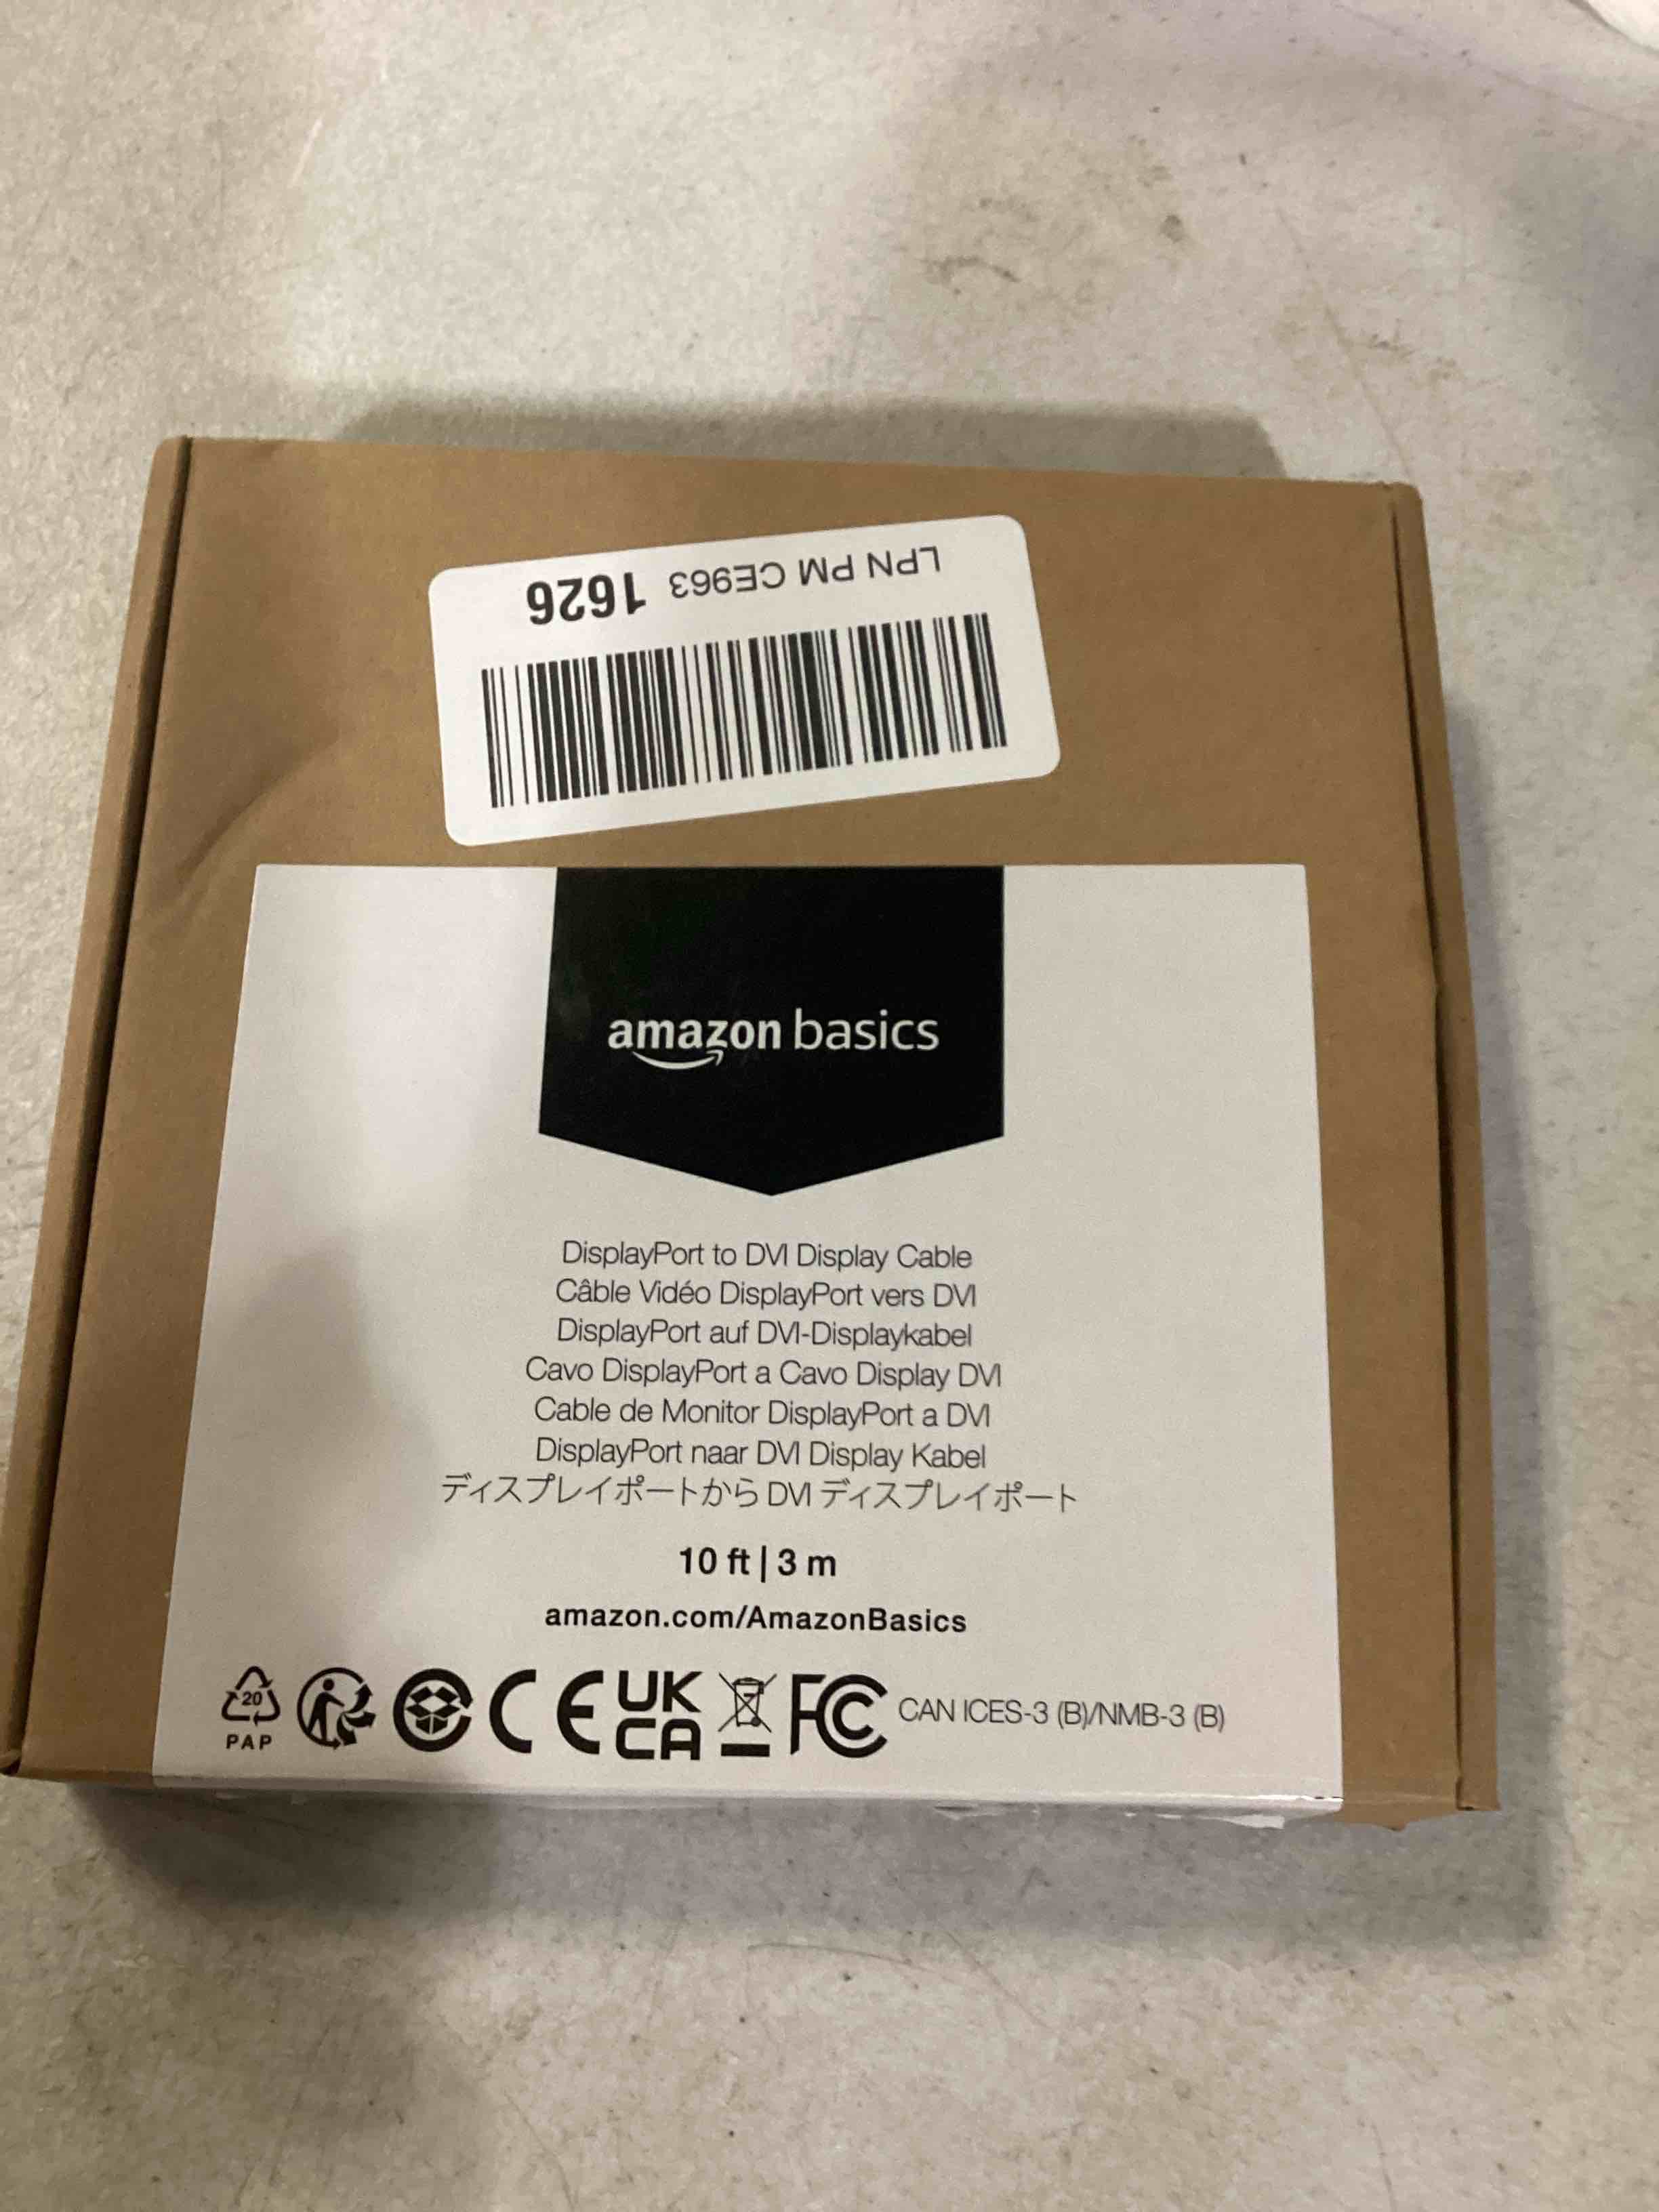 LPN PM CE963 1626
amazon basics
DisplayPort to DVI Display Cable
Câble Vidéo DisplayPort vers DVI
DisplayPort auf DVI-Displaykabel
Cavo DisplayPort a Cavo Display DVI
Cable de Monitor DisplayPort a DVI
DisplayPort naar DVI Display Kabel
ディスプレイポートから DVI ディスプレイポート
10 ft | 3 m
amazon.com/AmazonBasics
20
PAP
CE
UK
CA
FC
CAN ICES-3 (B)/NMB-3 (B)